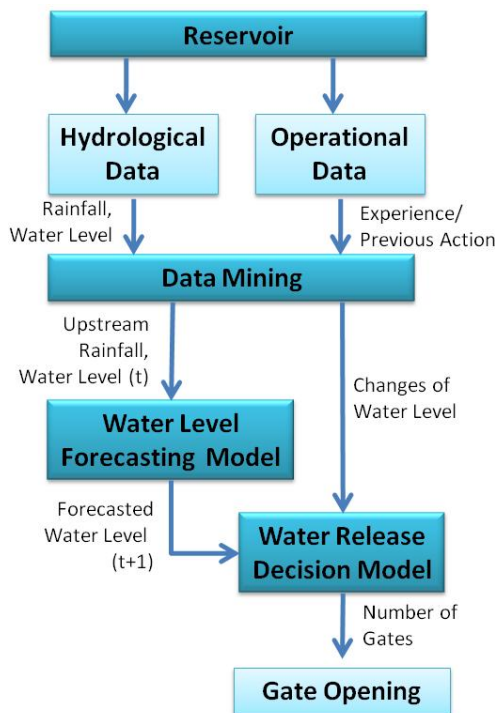 Reservoir
Hydrological
Data
Operational
Data
Rainfall,
Water Level
Experience/
Previous Action
Data Mining
Upstream
Rainfall,
Water Level (t)
Changes of
Water Level
Water Level
Forecasting Model
Forecasted
Water Level
(t+1)
Water Release
Decision Model
Number of
Gates
Gate Opening